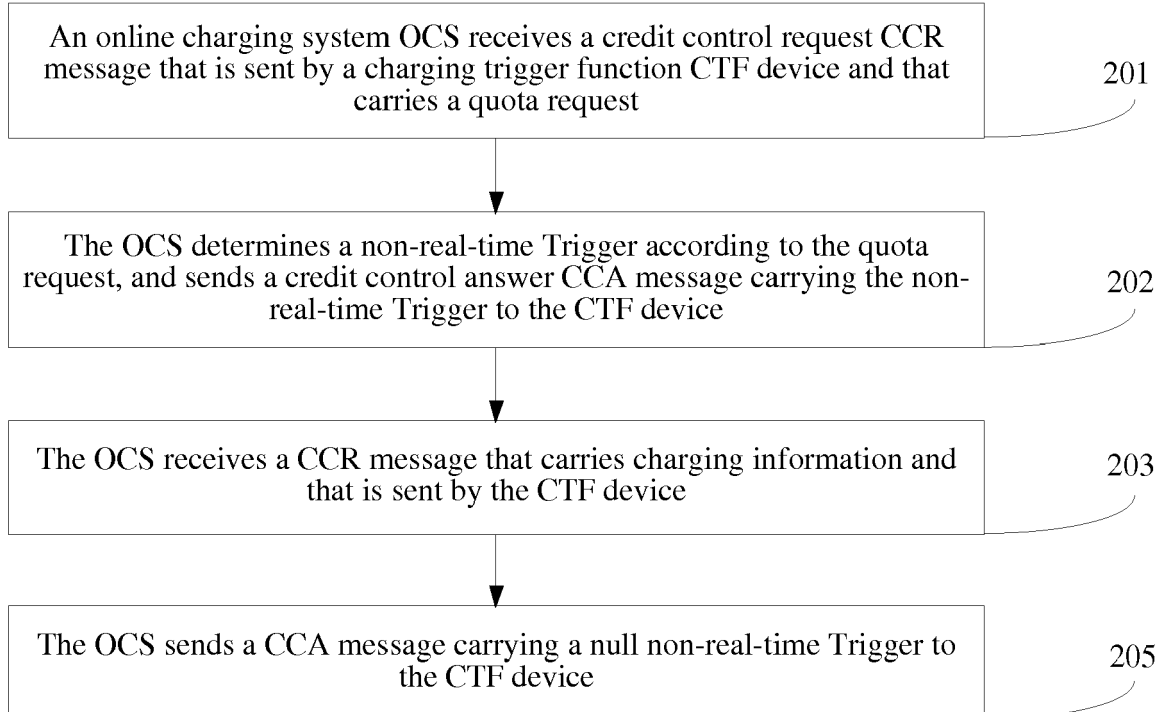 An online charging system OCS receives a credit control request CCR
message that is sent by a charging trigger function CTF device and that
carries a quota request
201
The OCS determines a non-real-time Trigger according to the quota
request, and sends a credit control answer CCA message carrying the non-
real-time Trigger to the CTF device
202
The OCS receives a CCR message that carries charging information and
that is sent by the CTF device
203
The OCS sends a CCA message carrying a null non-real-time Trigger to
the CTF device
205